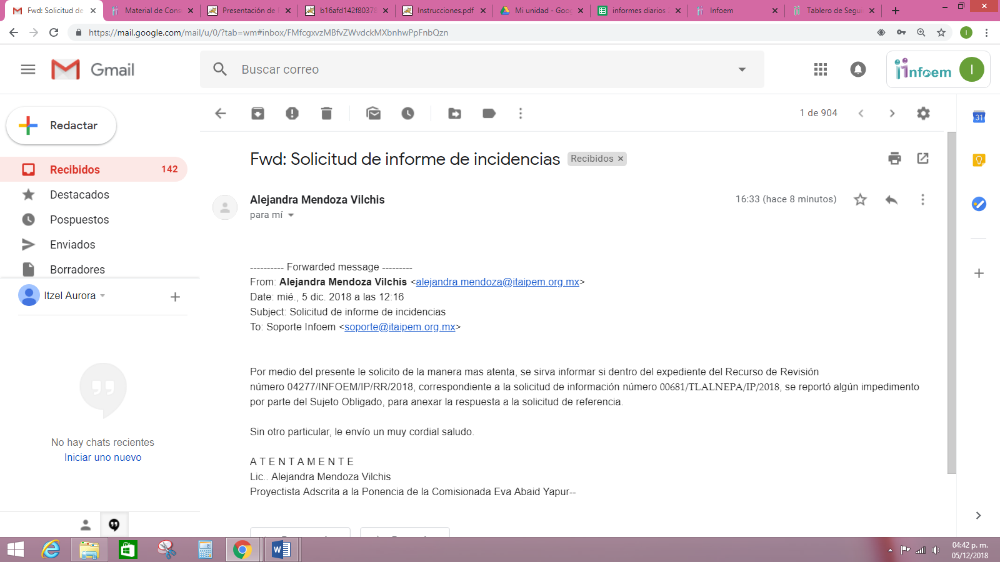 Fwd: Solicitud de
Material de Cons
Presentación de
b16afd142f80378
Instrucciones.pdf
Mi unidad - Goo
informes diarios 2
Infoem
Tablero de Segui
https://mail.google.com/mail/u/0/?tab=wm#inbox/FMfcgxvzMBfvZWvdckMXbnhwPpFnbQzn
I
Gmail
Buscar correo
infoem
I
Redactar
1 de 904
31
Recibidos 142
Destacados
Pospuestos
Enviados
Borradores
Itzel Aurora
No hay chats recientes
Iniciar uno nuevo
Fwd: Solicitud de informe de incidencias Recibidos
Alejandra Mendoza Vilchis 16:33 (hace 8 minutos)
para mí
---------- Forwarded message ---------
From: Alejandra Mendoza Vilchis <alejandra.mendoza@itaipem.org.mx>
Date: mié., 5 dic. 2018 a las 12:16
Subject: Solicitud de informe de incidencias
To: Soporte Infoem <soporte@itaipem.org.mx>
Por medio del presente le solicito de la manera mas atenta, se sirva informar si dentro del expediente del Recurso de Revisión
número 04277/INFOEM/IP/RR/2018, correspondiente a la solicitud de información número 00681/TLALNEPA/IP/2018, se reportó algún impedimento
por parte del Sujeto Obligado, para anexar la respuesta a la solicitud de referencia.
Sin otro particular, le envío un muy cordial saludo.
A T E N T A M E N T E
Lic.. Alejandra Mendoza Vilchis
Proyectista Adscrita a la Ponencia de la Comisionada Eva Abaid Yapur--
04:42 p. m.
05/12/2018